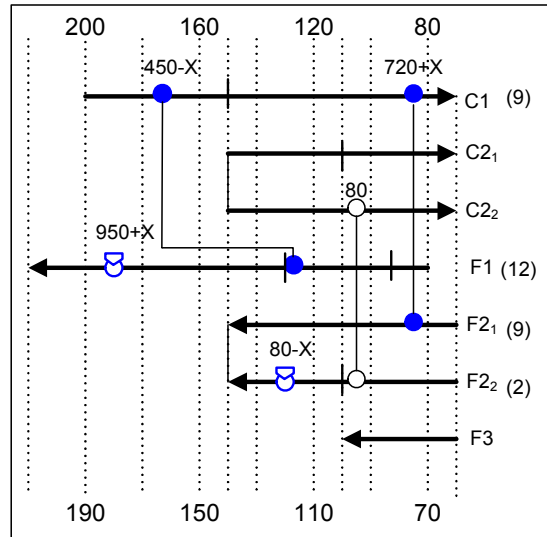 200 160 120 80
450-X 720+X
C1 (9)
C2₁
80
C2₂
950+X
F1 (12)
F2₁ (9)
80-X
F2₂ (2)
F3
190 150 110 70